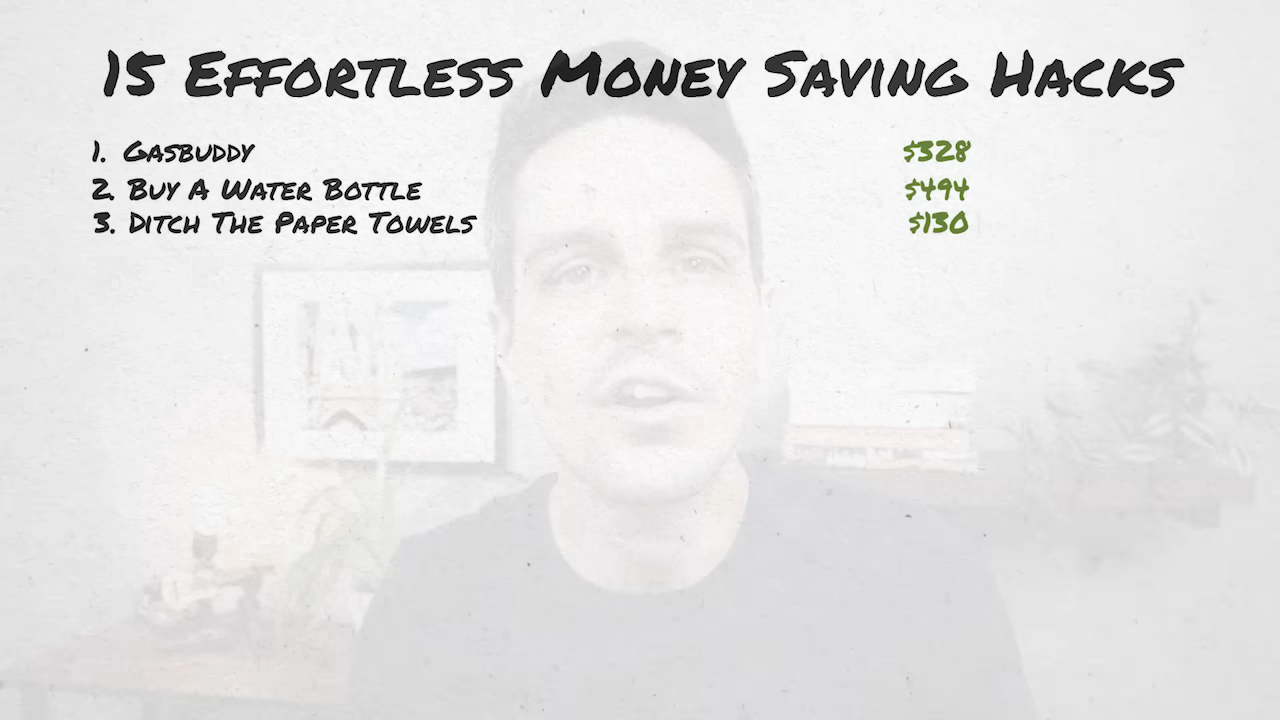 15 Effortless Money Saving Hacks
1. Gasbuddy $328
2. Buy A Water Bottle $494
3. Ditch The Paper Towels $130